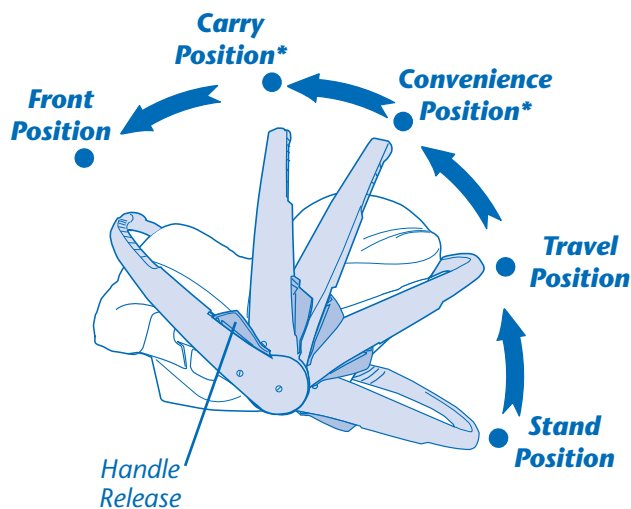 Carry
Position*
Convenience
Position*
Front
Position
Travel
Position
Stand
Position
Handle
Release